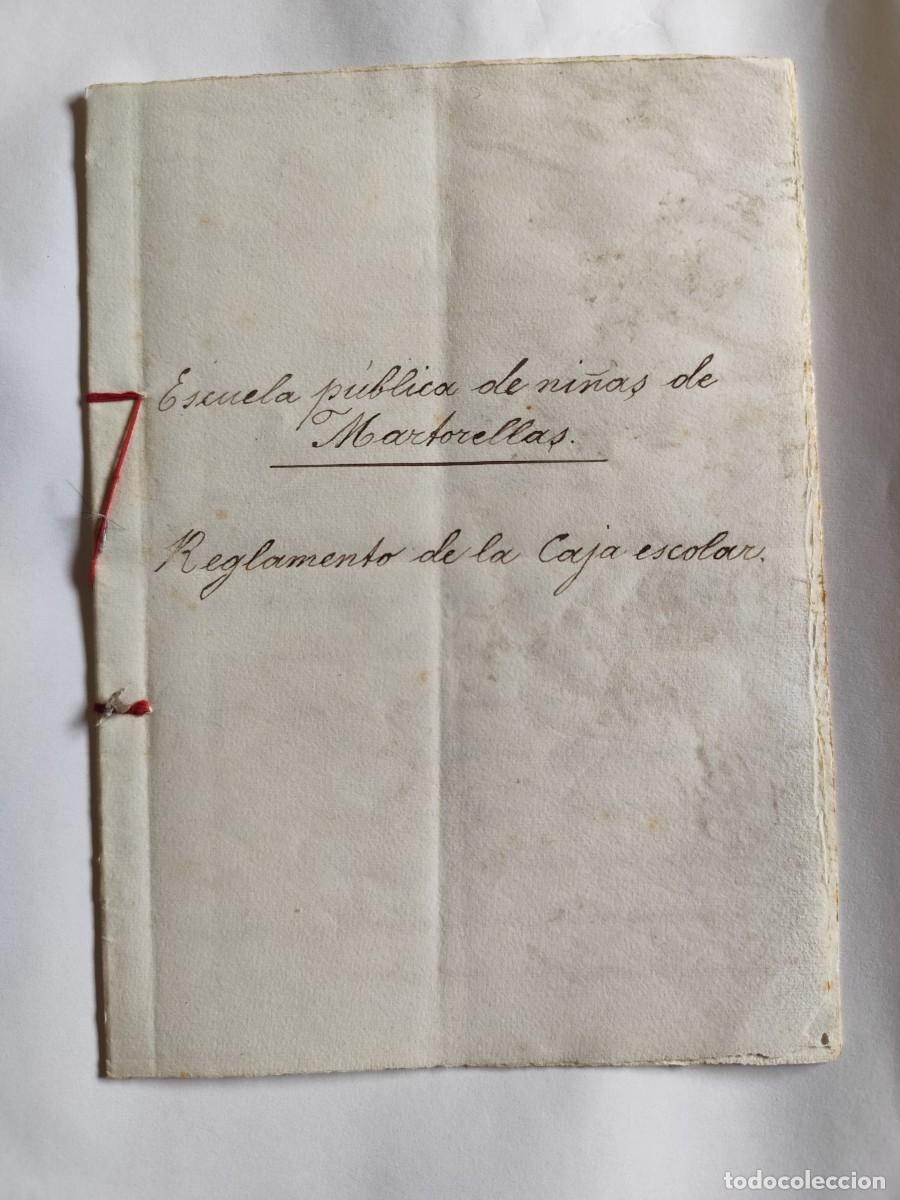 Escuela pública de niñas de
Martorellas.
Reglamento de la Caja escolar.
todocoleccion